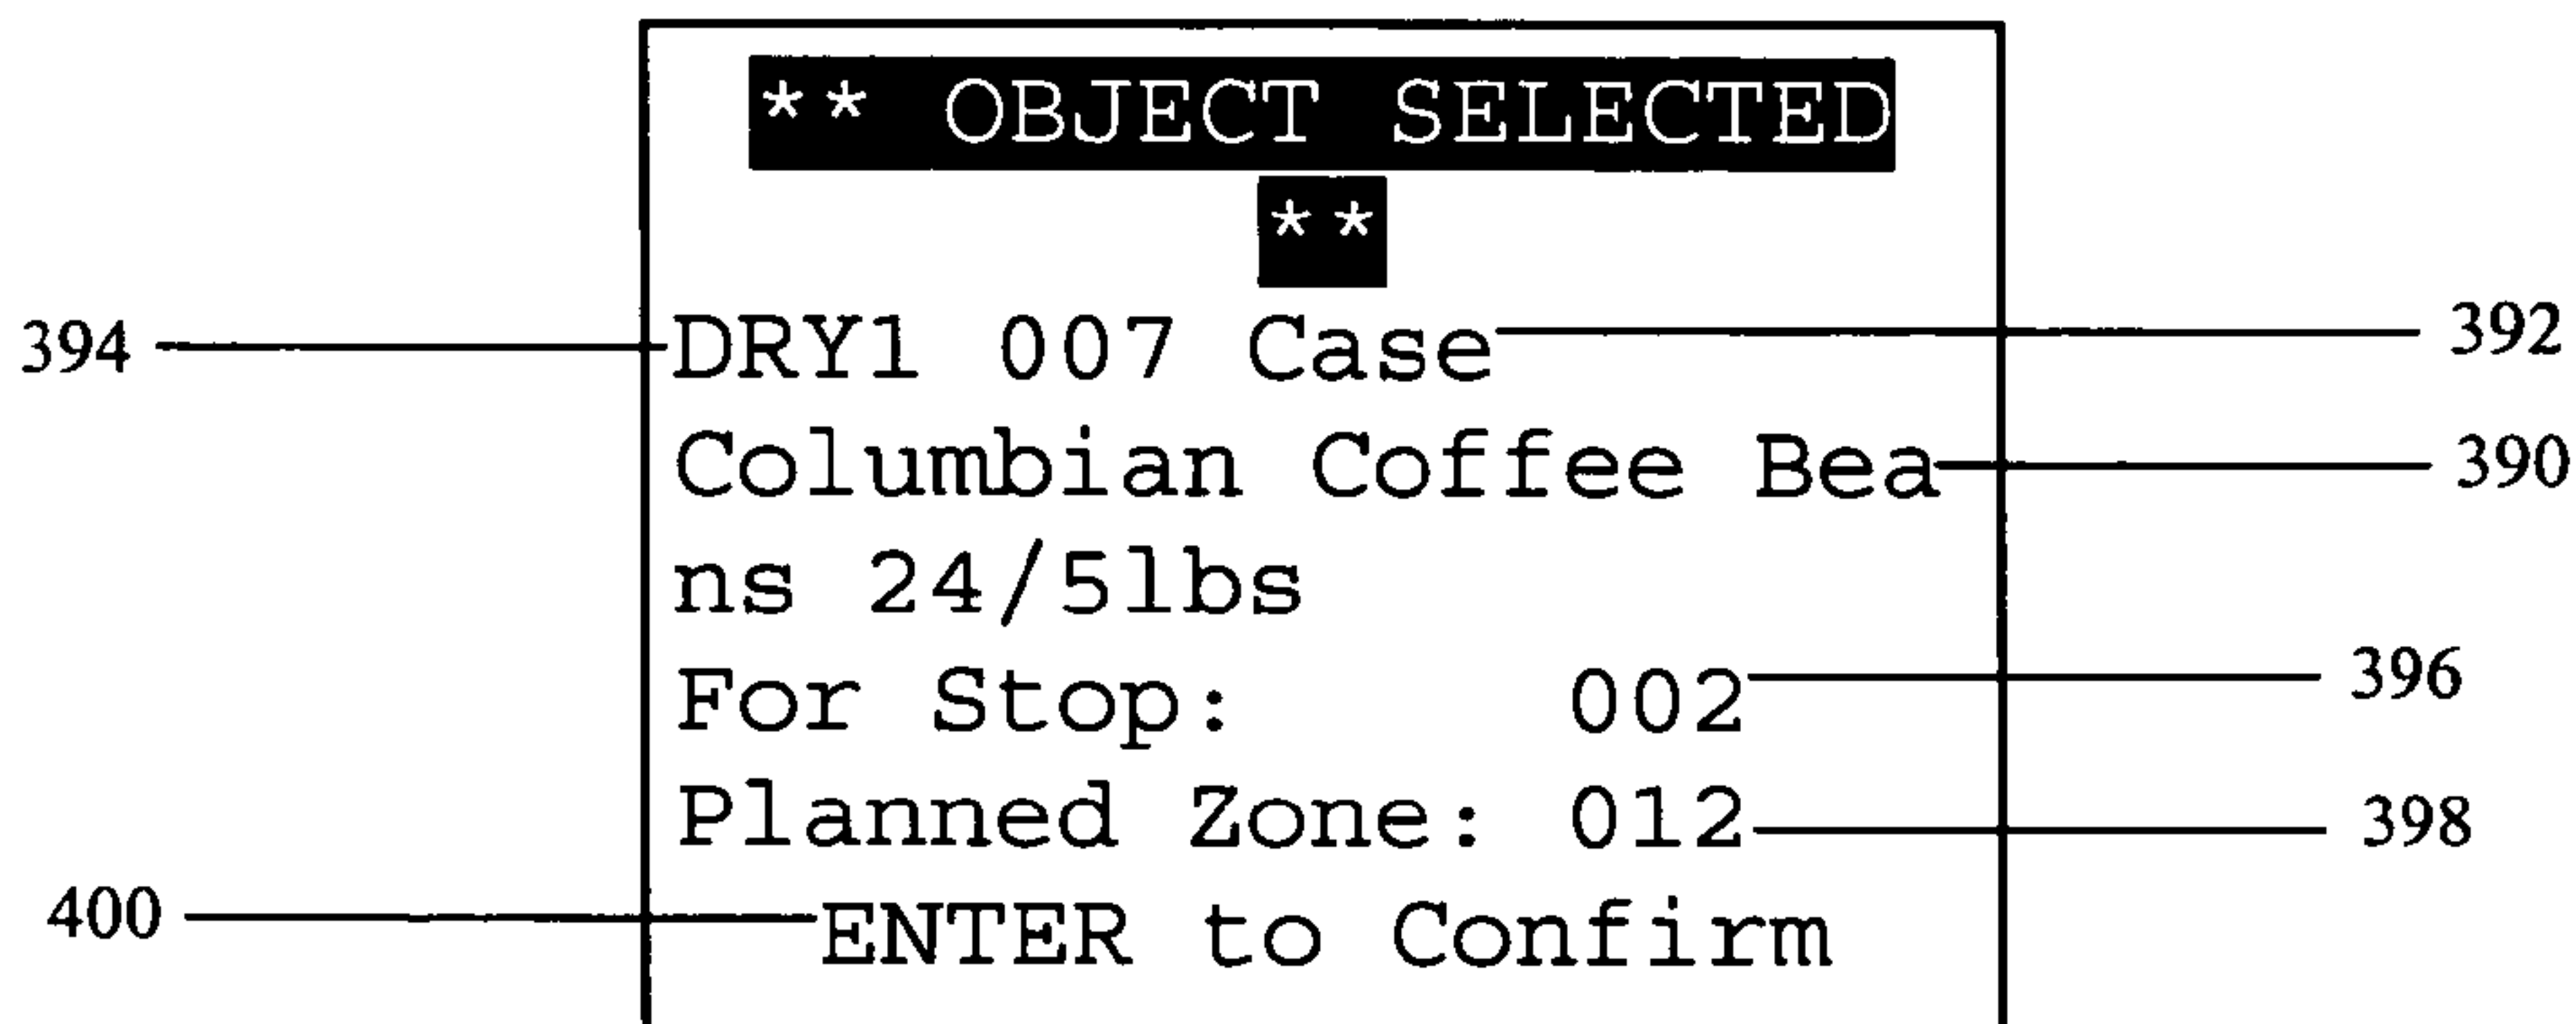 ** OBJECT SELECTED
**
394 DRY1 007 Case 392
Columbian Coffee Bea 390
ns 24/5lbs
For Stop: 002 396
Planned Zone: 012 398
400 ENTER to Confirm